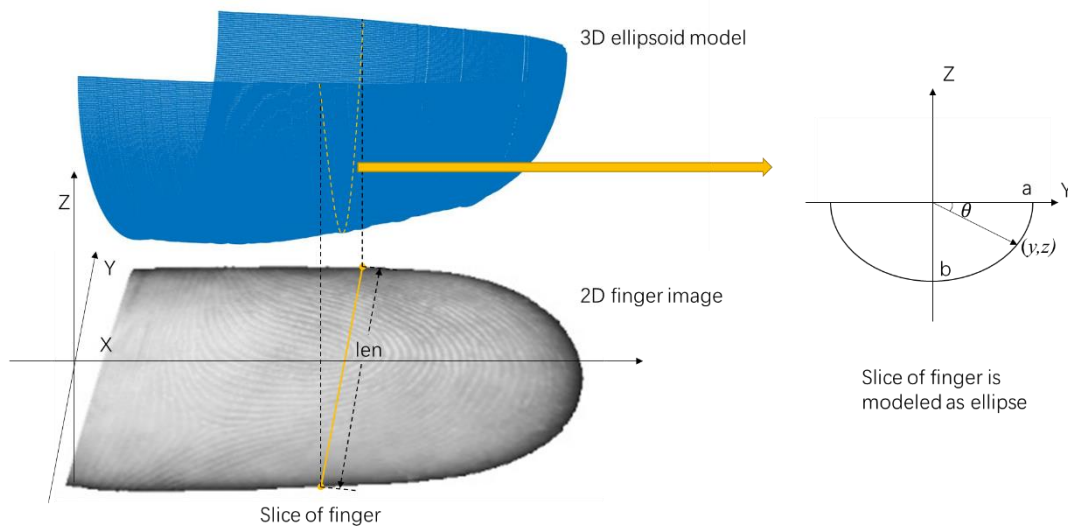 3D ellipsoid model
Z
a
Y
θ
(y,z)
b
Z
Y
2D finger image
X
len
Slice of finger is
modeled as ellipse
Slice of finger